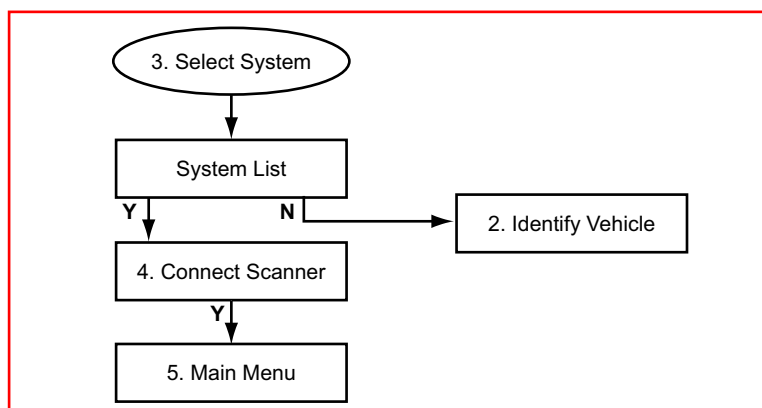 3. Select System
System List
Y
N
2. Identify Vehicle
4. Connect Scanner
Y
5. Main Menu